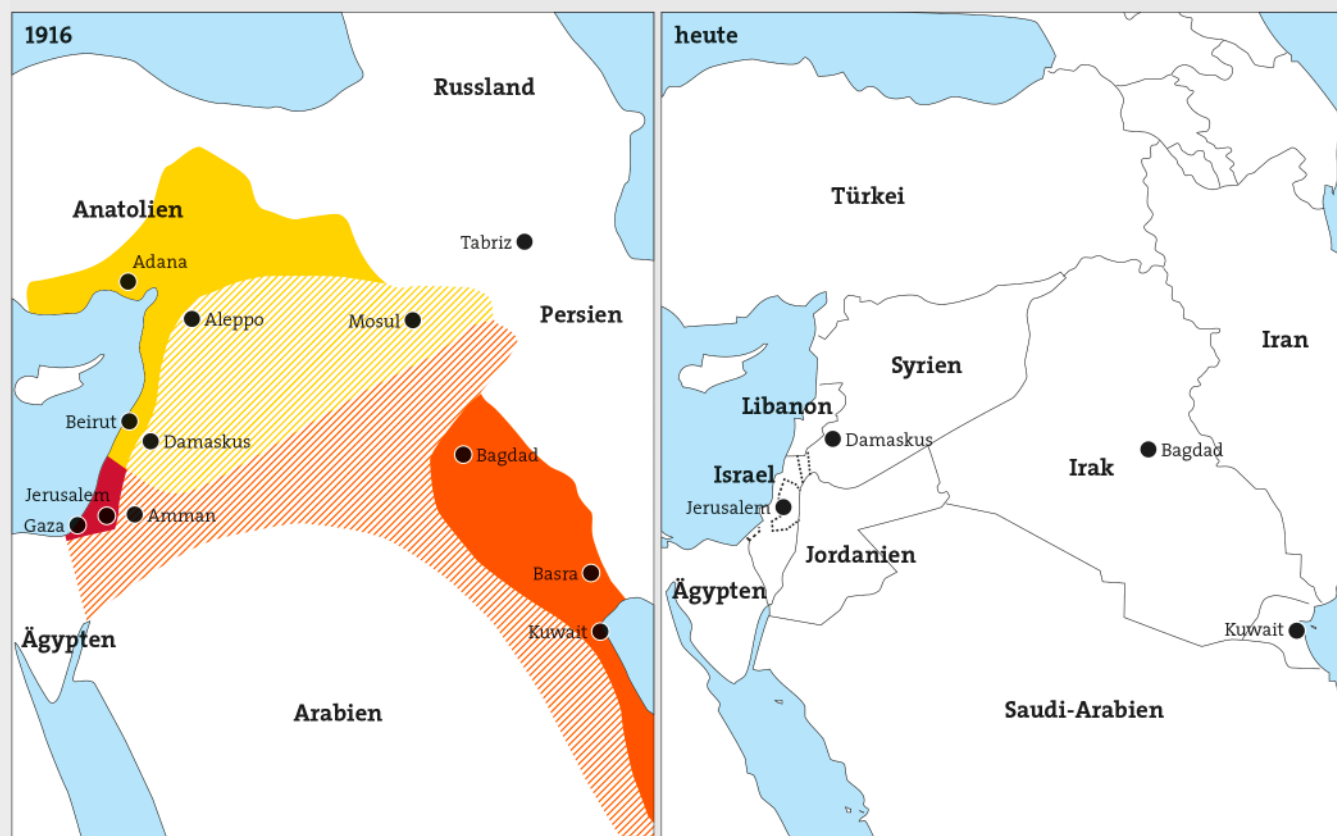 1916
Russland
Anatolien
Tabriz
Adana
Persien
Aleppo
Mosul
Beirut
Damaskus
Bagdad
Jerusalem
Gaza
Amman
Basra
Kuwait
Ägypten
Arabien
heute
Türkei
Iran
Syrien
Libanon
Damaskus
Bagdad
Irak
Israel
Jerusalem
Jordanien
Ägypten
Kuwait
Saudi-Arabien